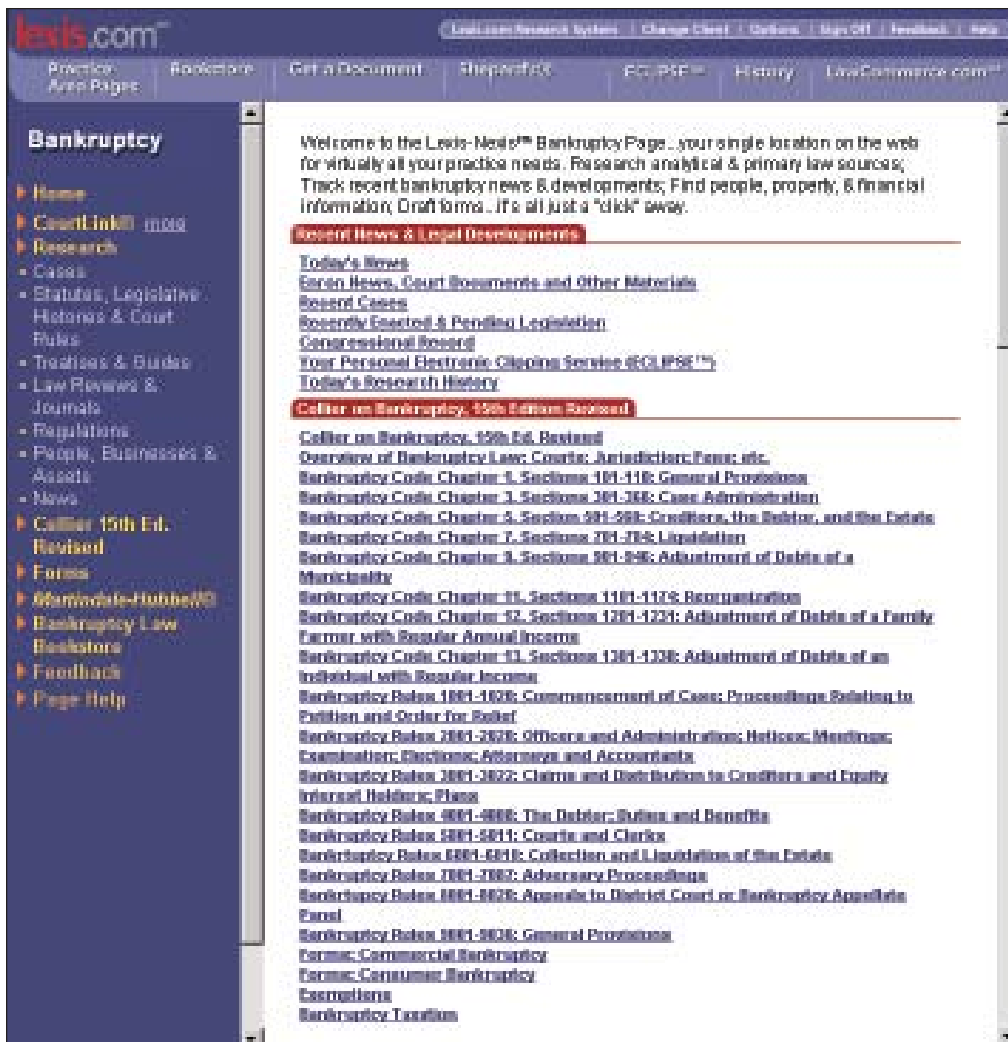 lexis.com™
Lexis.com Research System | Change Client | Options | Sign Off | Feedback | Help
Practice Area Pages
Bookstore
Get a Document
Shepard's®
ECLIPSE™
History
LawCommerce.com™
Bankruptcy
Home
CourtLink® more
Research
Cases
Statutes, Legislative
Histories & Court
Rules
Treatises & Guides
Law Reviews &
Journals
Regulations
People, Businesses &
Assets
News
Collier 15th Ed.
Revised
Forms
Martindale-Hubbell®
Bankruptcy Law
Bookstore
Feedback
Page Help
Welcome to the Lexis-Nexis™ Bankruptcy Page...your single location on the web
for virtually all your practice needs. Research analytical & primary law sources;
Track recent bankruptcy news & developments; Find people, property, & financial
information; Draft forms...it's all just a "click" away.
Recent News & Legal Developments
Today's News
Enron News, Court Documents and Other Materials
Recent Cases
Recently Enacted & Pending Legislation
Congressional Record
Your Personal Electronic Clipping Service (ECLIPSE™)
Today's Research History
Collier on Bankruptcy, 15th Edition Revised
Collier on Bankruptcy, 15th Ed. Revised
Overview of Bankruptcy Law; Courts; Jurisdiction; Fees; etc.
Bankruptcy Code Chapter 1, Sections 101-110: General Provisions
Bankruptcy Code Chapter 3, Sections 301-366: Case Administration
Bankruptcy Code Chapter 5, Section 501-560: Creditors, the Debtor, and the Estate
Bankruptcy Code Chapter 7, Sections 701-784: Liquidation
Bankruptcy Code Chapter 9, Sections 901-946: Adjustment of Debts of a
Municipality
Bankruptcy Code Chapter 11, Sections 1101-1174: Reorganization
Bankruptcy Code Chapter 12, Sections 1201-1231: Adjustment of Debts of a Family
Farmer with Regular Annual Income
Bankruptcy Code Chapter 13, Sections 1301-1330: Adjustment of Debts of an
Individual with Regular Income
Bankruptcy Rules 1001-1020: Commencement of Case; Proceedings Relating to
Petition and Order for Relief
Bankruptcy Rules 2001-2020: Officers and Administration; Notices; Meetings;
Examination; Elections; Attorneys and Accountants
Bankruptcy Rules 3001-3022: Claims and Distribution to Creditors and Equity
Interest Holders; Plans
Bankruptcy Rules 4001-4008: The Debtor; Duties and Benefits
Bankruptcy Rules 5001-5011: Courts and Clerks
Bankrtuptcy Rules 6001-6010: Collection and Liquidation of the Estate
Bankruptcy Rules 7001-7087: Adversary Proceedings
Bankrtuptcy Rules 8001-8020: Appeals to District Court or Bankruptcy Appellate
Panel
Bankruptcy Rules 9001-9036: General Provisions
Forms; Commercial Bankruptcy
Forms; Consumer Bankruptcy
Exemptions
Bankruptcy Taxation